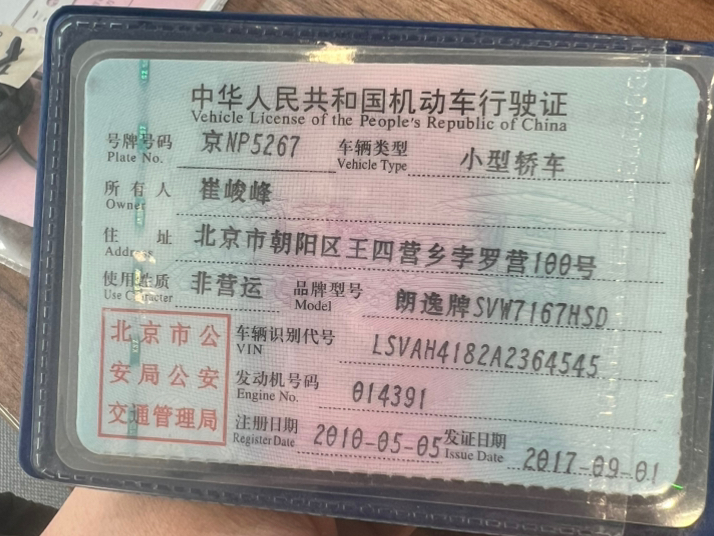 中华人民共和国机动车行驶证
Vehicle License of the People's Republic of China
号牌号码 京NP5267 车辆类型 小型轿车
Plate No. Vehicle Type
所有人 崔峻峰
Owner
住址 北京市朝阳区王四营乡孛罗营100号
Address
使用性质 非营运 品牌型号 朗逸牌SVW7167HSD
Use Character Model
北京市公
安局公安
交通管理局
车辆识别代号 LSVAH4182A2364545
VIN
发动机号码 014391
Engine No.
注册日期 2010-05-05 发证日期 2017-09-01
Register Date Issue Date